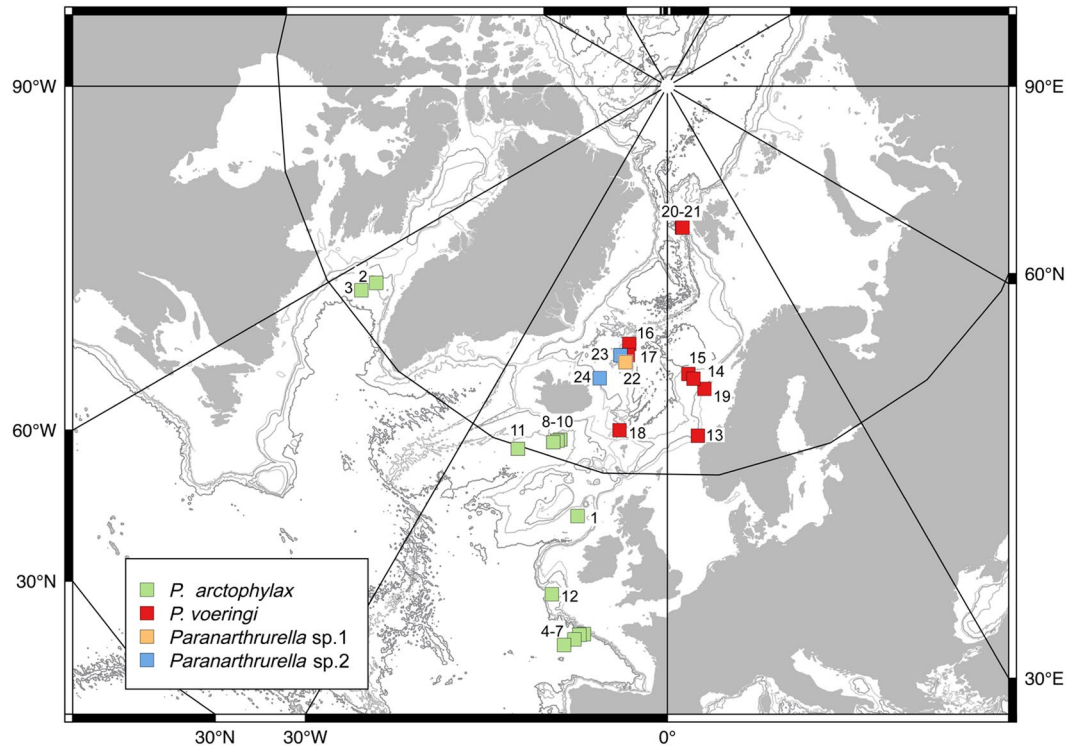 90°W
90°E
20-21
60°N
2
3
16
23
17
15
14
22
24
19
8-10
11
18
13
60°W
1
30°N
P. arctophylax
P. voeringi
Paranarthrurella sp.1
Paranarthrurella sp.2
12
4-7
30°E
30°N
30°W
0°